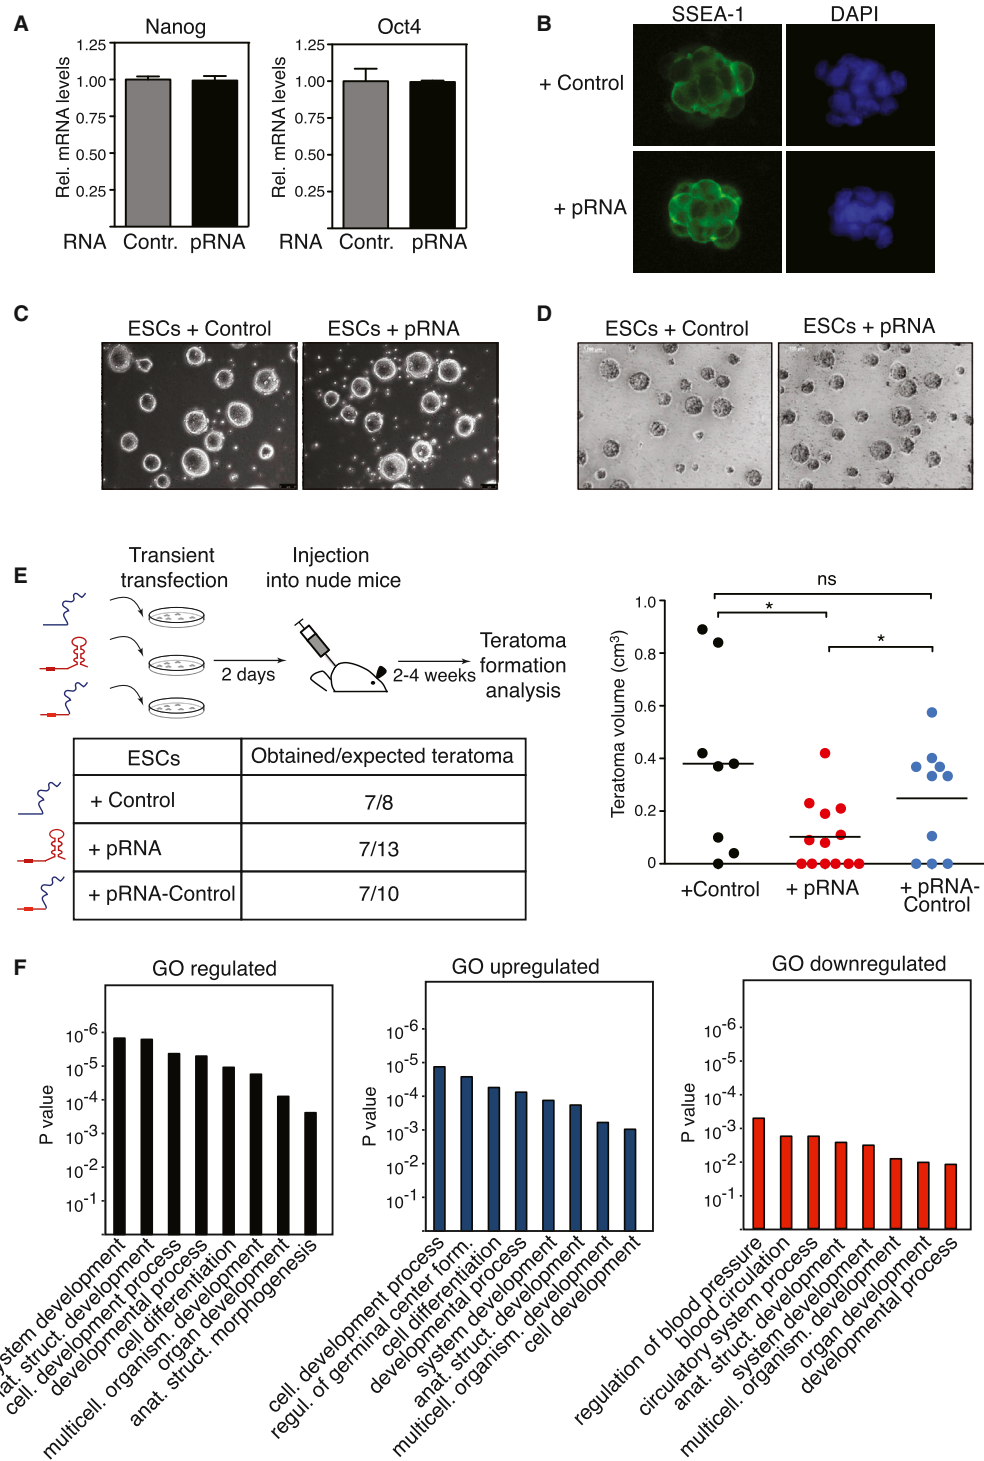 A
Nanog
Oct4
Rel. mRNA levels
1.25
1.00
0.75
0.50
0.25
RNA Contr. pRNA
Rel. mRNA levels
1.25
1.00
0.75
0.50
0.25
RNA Contr. pRNA
B
SSEA-1 DAPI
+ Control
+ pRNA
C
ESCs + Control ESCs + pRNA
D
ESCs + Control ESCs + pRNA
E
Transient
transfection
Injection
into nude mice
2 days
2-4 weeks
Teratoma
formation
analysis
ESCs Obtained/expected teratoma
+ Control 7/8
+ pRNA 7/13
+ pRNA-Control 7/10
Teratoma volume (cm³)
1.0
0.8
0.6
0.4
0.2
0
ns
*
*
+Control
+ pRNA
+ pRNA-
Control
F
GO regulated
P value
10-6
10-5
10-4
10-3
10-2
10-1
system development
anat. struct. development
cell. development process
developmental process
cell differentiation
multicell. organism. development
organ development
anat. struct. morphogenesis
GO upregulated
P value
10-6
10-5
10-4
10-3
10-2
10-1
cell. development process
regul. of germinal center form.
cell differentiation
developmental process
system development
anat. struct. development
multicell. organism. development
cell development
GO downregulated
P value
10-6
10-5
10-4
10-3
10-2
10-1
regulation of blood pressure
blood circulation
circulatory system process
anat. struct. development
system development
multicell. organism. development
organ development
developmental process